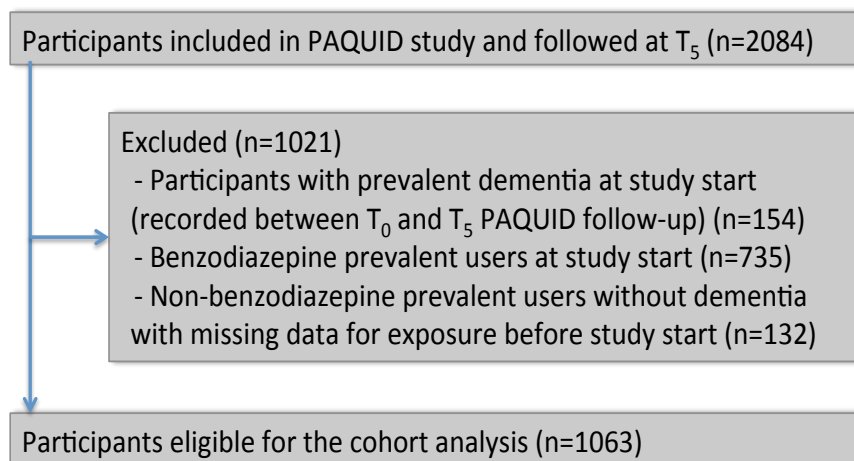 Participants included in PAQUID study and followed at T5 (n=2084)
Excluded (n=1021)
- Participants with prevalent dementia at study start
(recorded between T0 and T5 PAQUID follow-up) (n=154)
- Benzodiazepine prevalent users at study start (n=735)
- Non-benzodiazepine prevalent users without dementia
with missing data for exposure before study start (n=132)
Participants eligible for the cohort analysis (n=1063)